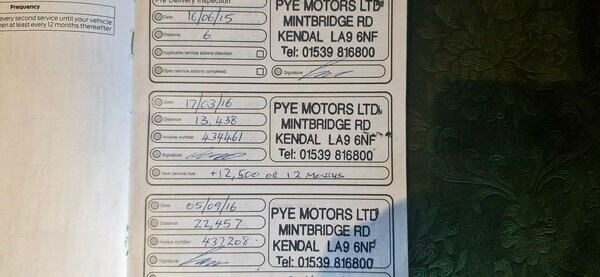 Frequency
every second service until your vehicle
en at least every 12 months thereafter
Pre Delivery Inspection
Date: 16/06/15
Distance: 6
Applicable service actions checked:
Open service actions completed:
PYE MOTORS LTD
MINTBRIDGE RD
KENDAL LA9 6NF
Tel: 01539 816800
Signature:
Date: 17/03/16
Distance: 13,438
Invoice number: 434461
Signature:
PYE MOTORS LTD
MINTBRIDGE RD
KENDAL LA9 6NF
Tel: 01539 816800
Next service due: +12,500 or 12 Months
Date: 05/09/16
Distance: 22,457
Invoice number: 437208
Signature:
PYE MOTORS LTD
MINTBRIDGE RD
KENDAL LA9 6NF
Tel: 01539 816800